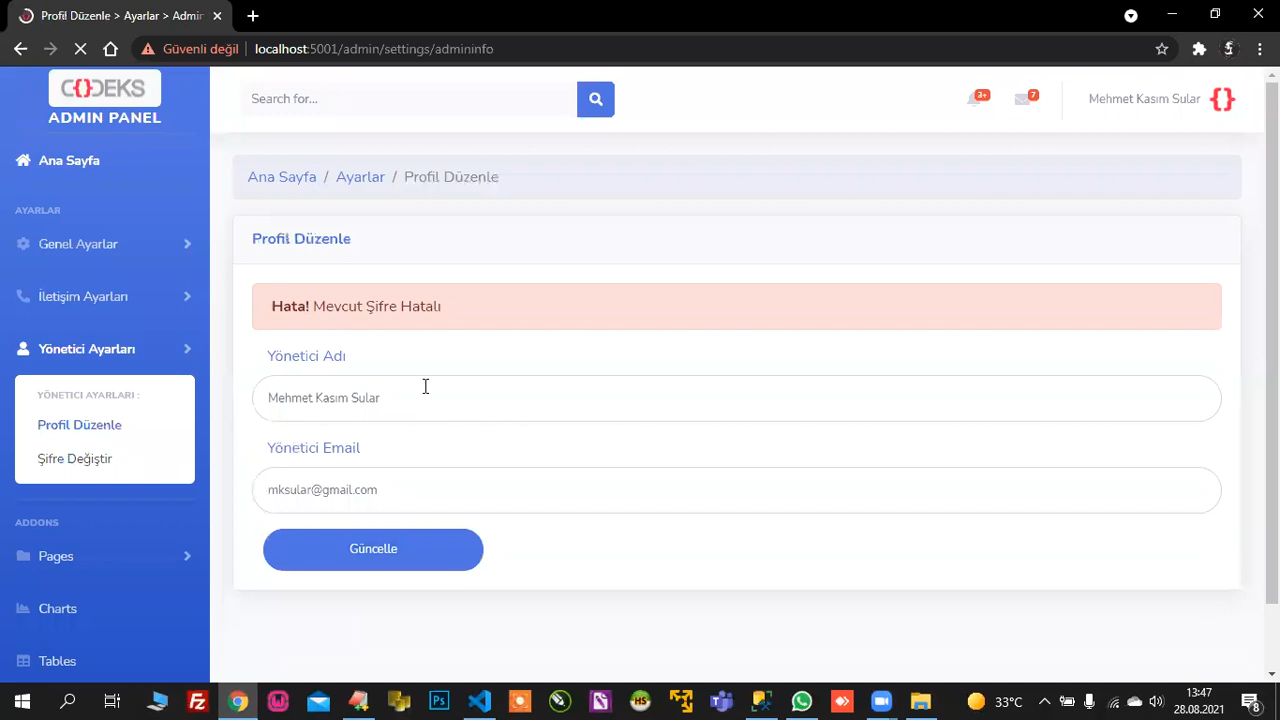 Profil Düzenle > Ayarlar > Admin
Güvenli değil
localhost:5001/admin/settings/admininfo
C{}DEKS
ADMIN PANEL
Search for...
3+
7
Mehmet Kasım Sular
Ana Sayfa
AYARLAR
Genel Ayarlar
İletişim Ayarları
Yönetici Ayarları
YÖNETİCİ AYARLARI :
Profil Düzenle
Şifre Değiştir
ADDONS
Pages
Charts
Tables
Ana Sayfa / Ayarlar / Profil Düzenle
Profil Düzenle
Hata! Mevcut Şifre Hatalı
Yönetici Adı
Mehmet Kasım Sular
Yönetici Email
mksular@gmail.com
Güncelle
33°C
13:47
28.08.2021
8